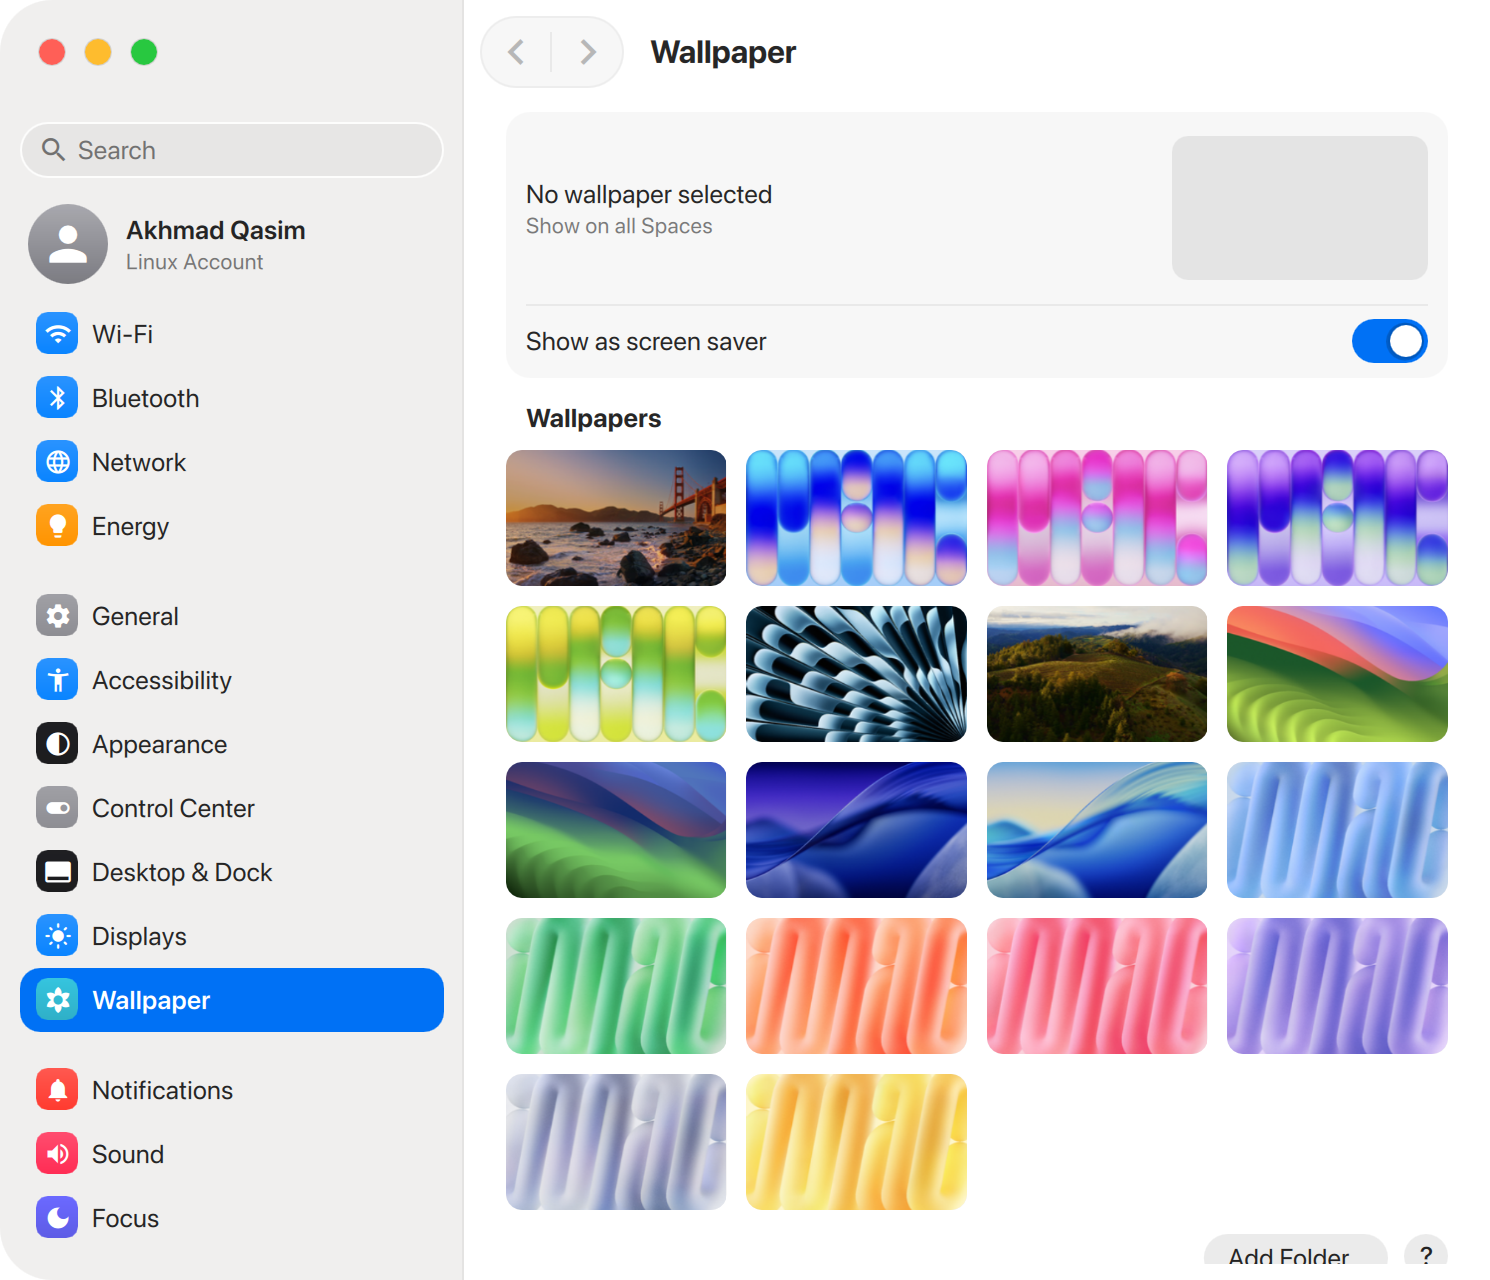 Wallpaper
Search
Akhmad Qasim
Linux Account
Wi-Fi
Bluetooth
Network
Energy
General
Accessibility
Appearance
Control Center
Desktop & Dock
Displays
Wallpaper
Notifications
Sound
Focus
No wallpaper selected
Show on all Spaces
Show as screen saver
Wallpapers
Add Folder...
?